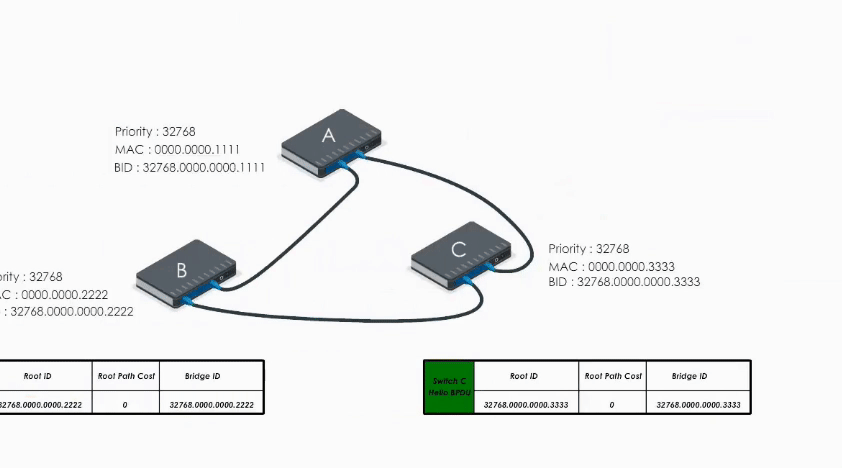 A
Priority : 32768
MAC : 0000.0000.1111
BID : 32768.0000.0000.1111
B
C
Priority : 32768
MAC : 0000.0000.3333
BID : 32768.0000.0000.3333
ority : 32768
AC : 0000.0000.2222
: 32768.0000.0000.2222
Root ID Root Path Cost Bridge ID
32768.0000.0000.2222 0 32768.0000.0000.2222
Switch C
Hello BPDU
Root ID Root Path Cost Bridge ID
32768.0000.0000.3333 0 32768.0000.0000.3333